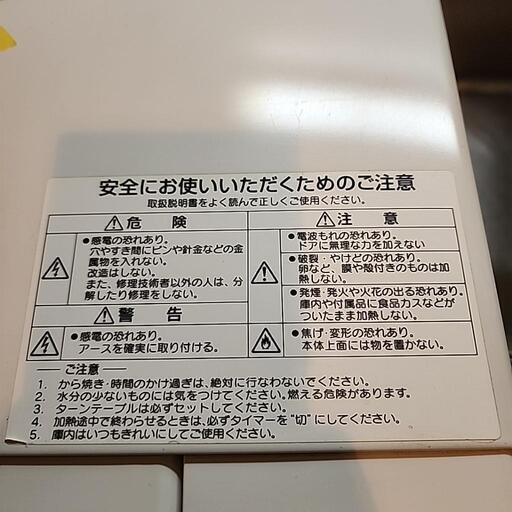 安全にお使いいただくためのご注意
取扱説明書をよく読んで正しくご使用ください。
危険
●感電の恐れあり。
穴やすき間にピンや針金などの金
属物を入れない。
改造はしない。
また、修理技術者以外の人は、分
解したり修理をしない。
警告
●感電の恐れあり。
アースを確実に取り付ける。
注意
●電波もれの恐れあり。
ドアに無理な力を加えない
●破裂・やけどの恐れあり。
卵など、膜や殻付きのものは加
熱しない。
●発煙・発火や火花の出る恐れあり。
庫内や付属品に食品カスなどが
ついたまま加熱しない。
●焦げ・変形の恐れあり。
本体上面には物を置かない。
ご注意
1. から焼き・時間のかけ過ぎは、絶対に行なわないでください。
2. 水分の少ないものには気をつけてください。燃える危険があります。
3. ターンテーブルは必ずセットしてください。
4. 加熱途中で終わらせるときは、必ずタイマーを“切”にしてください。
5. 庫内はいつもきれいにしてご使用ください。